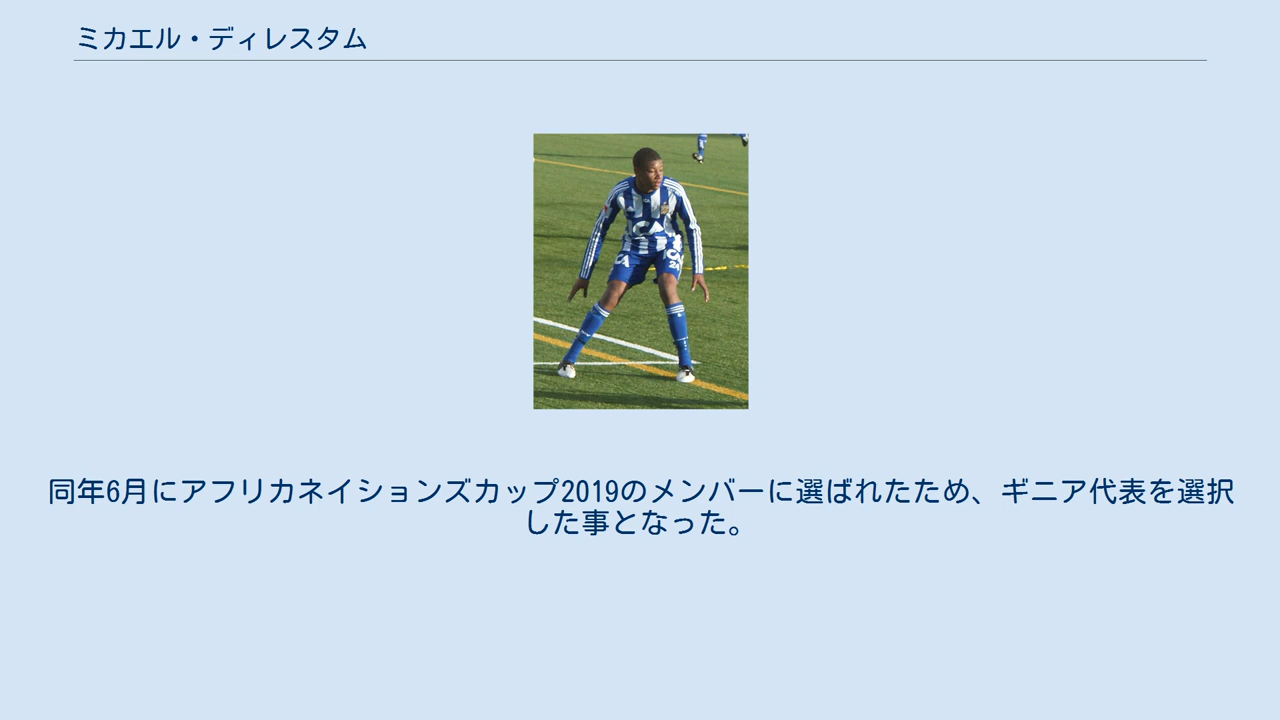 ミカエル・ディレスタム
CA
CA
24
同年6月にアフリカネイションズカップ2019のメンバーに選ばれたため、ギニア代表を選択
した事となった。